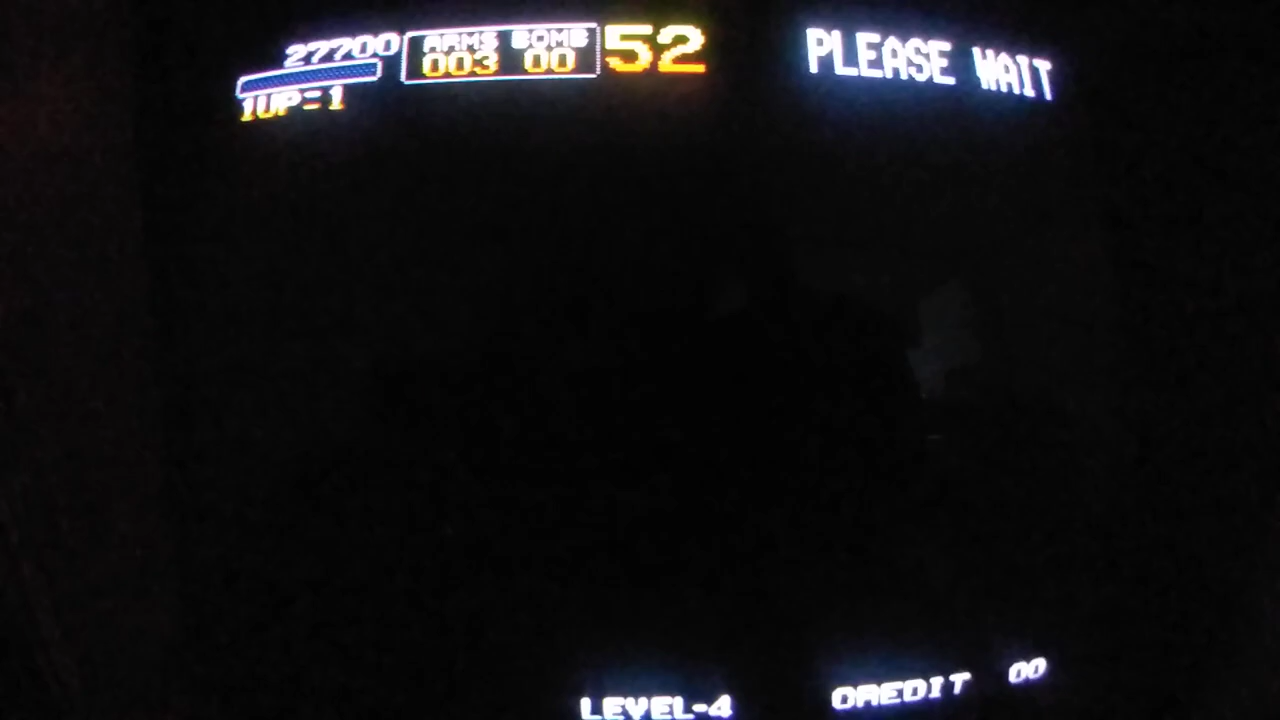 27700
ARMS BOMB
003 00
52
1UP=1
PLEASE WAIT
LEVEL-4
CREDIT 00